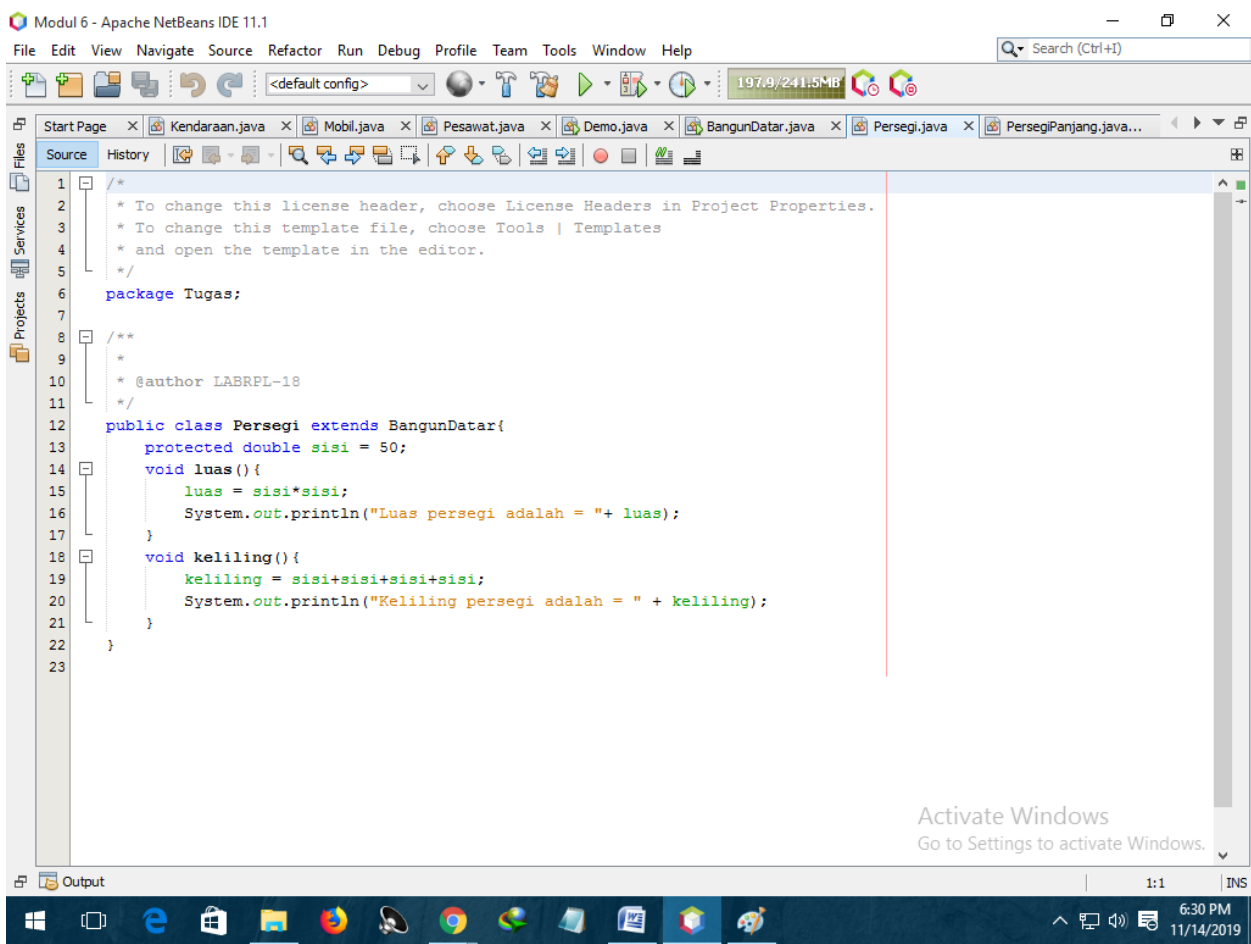 Modul 6 - Apache NetBeans IDE 11.1
File Edit View Navigate Source Refactor Run Debug Profile Team Tools Window Help
Search (Ctrl+I)
<default config>
197.9/241.5MB
Start Page Kendaraan.java Mobil.java Pesawat.java Demo.java BangunDatar.java Persegi.java PersegiPanjang.java...
Source History
Files
Services
Projects
1 /*
2 * To change this license header, choose License Headers in Project Properties.
3 * To change this template file, choose Tools | Templates
4 * and open the template in the editor.
5 */
6 package Tugas;
7
8 /**
9 *
10 * @author LABRPL-18
11 */
12 public class Persegi extends BangunDatar{
13 protected double sisi = 50;
14 void luas(){
15 luas = sisi*sisi;
16 System.out.println("Luas persegi adalah = "+ luas);
17 }
18 void keliling(){
19 keliling = sisi+sisi+sisi+sisi;
20 System.out.println("Keliling persegi adalah = " + keliling);
21 }
22 }
23
Activate Windows
Go to Settings to activate Windows.
Output
1:1 INS
6:30 PM
11/14/2019